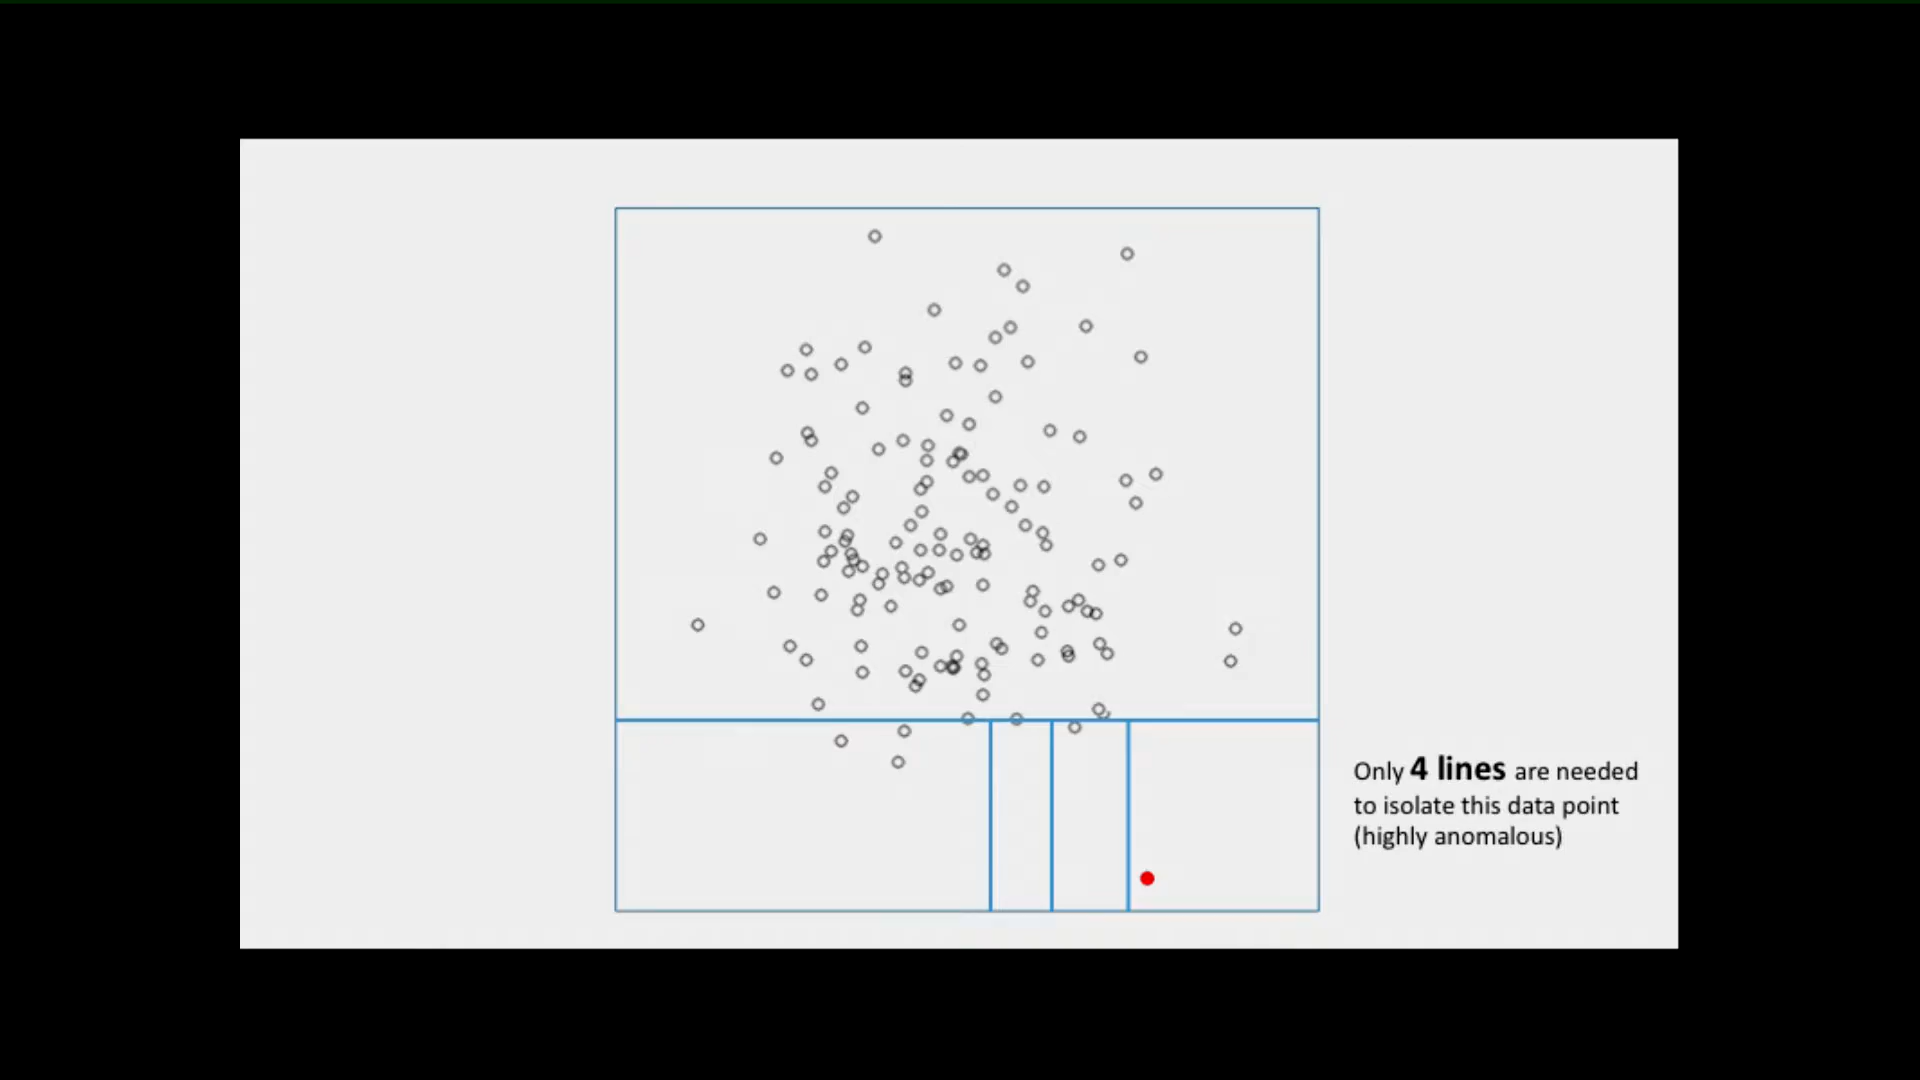 Only 4 lines are needed
to isolate this data point
(highly anomalous)